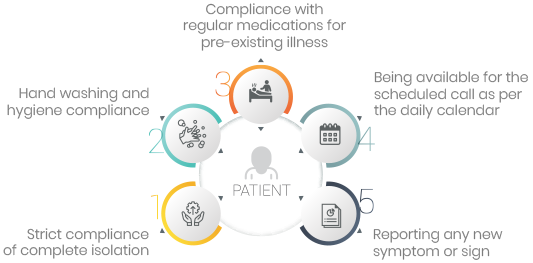 Compliance with
regular medications for
pre-existing illness
3
Hand washing and
hygiene compliance
2
Being available for the
scheduled call as per
the daily calendar
4
PATIENT
1
Strict compliance
of complete isolation
5
Reporting any new
symptom or sign